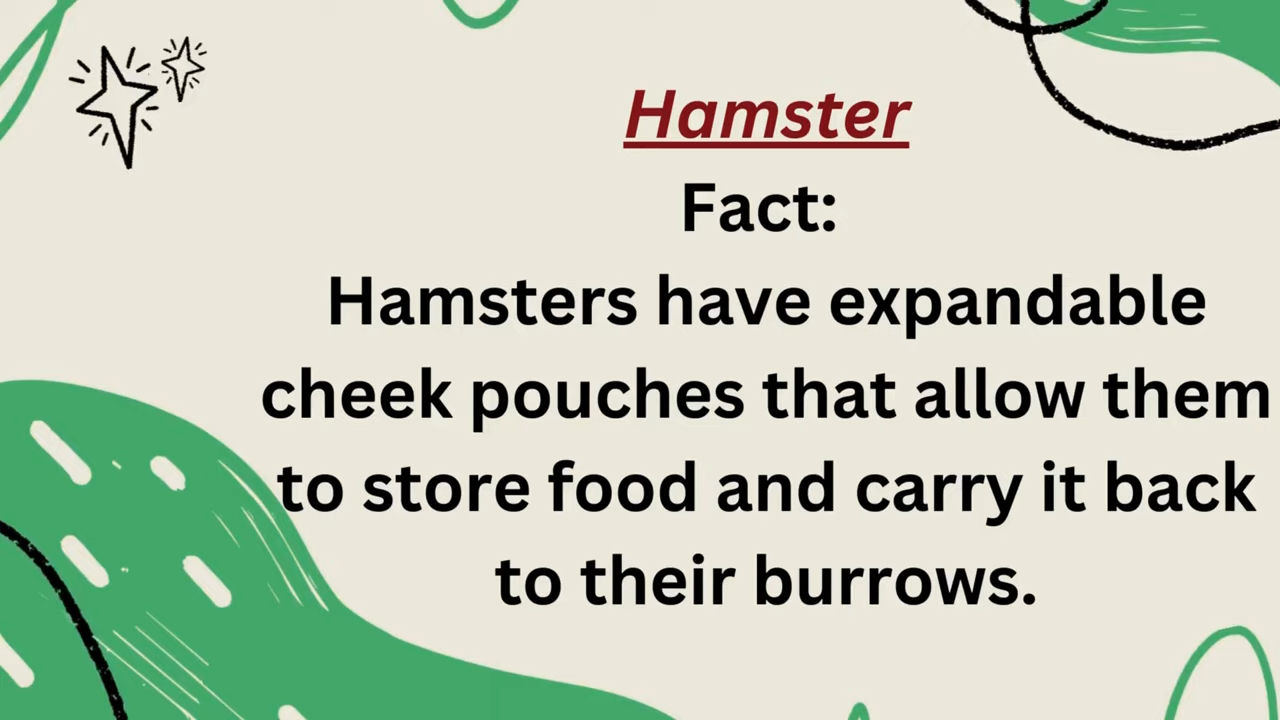 Hamster
Fact:
Hamsters have expandable
cheek pouches that allow them
to store food and carry it back
to their burrows.